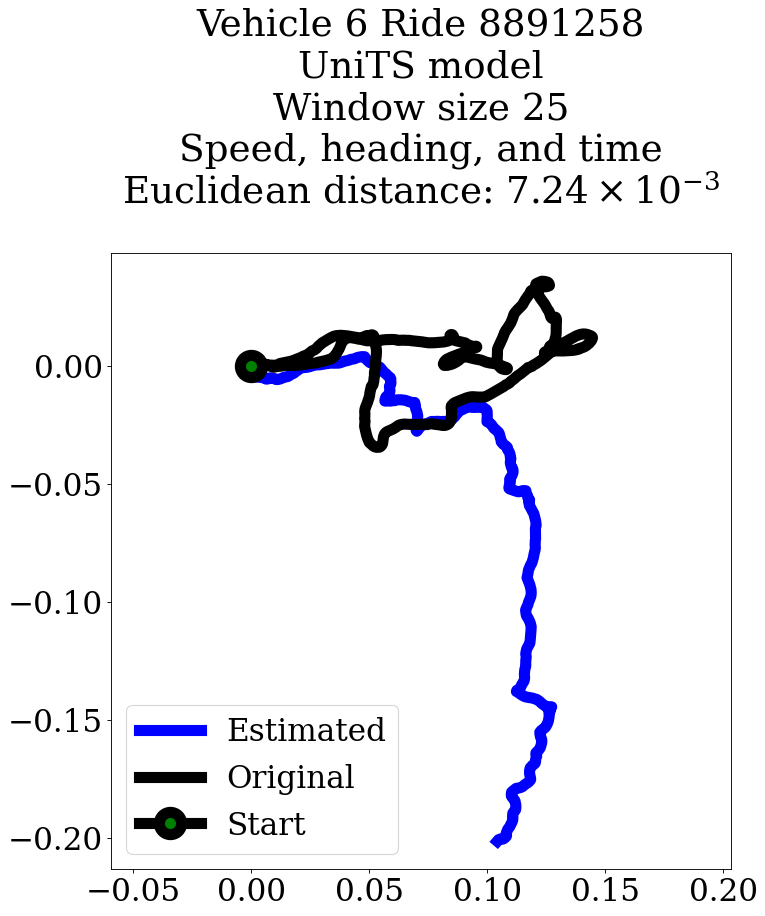 Vehicle 6 Ride 8891258
UniTS model
Window size 25
Speed, heading, and time
Euclidean distance: 7.24 × 10⁻³
0.00
−0.05
−0.10
−0.15
−0.20
Estimated
Original
Start
−0.05 0.00 0.05 0.10 0.15 0.20